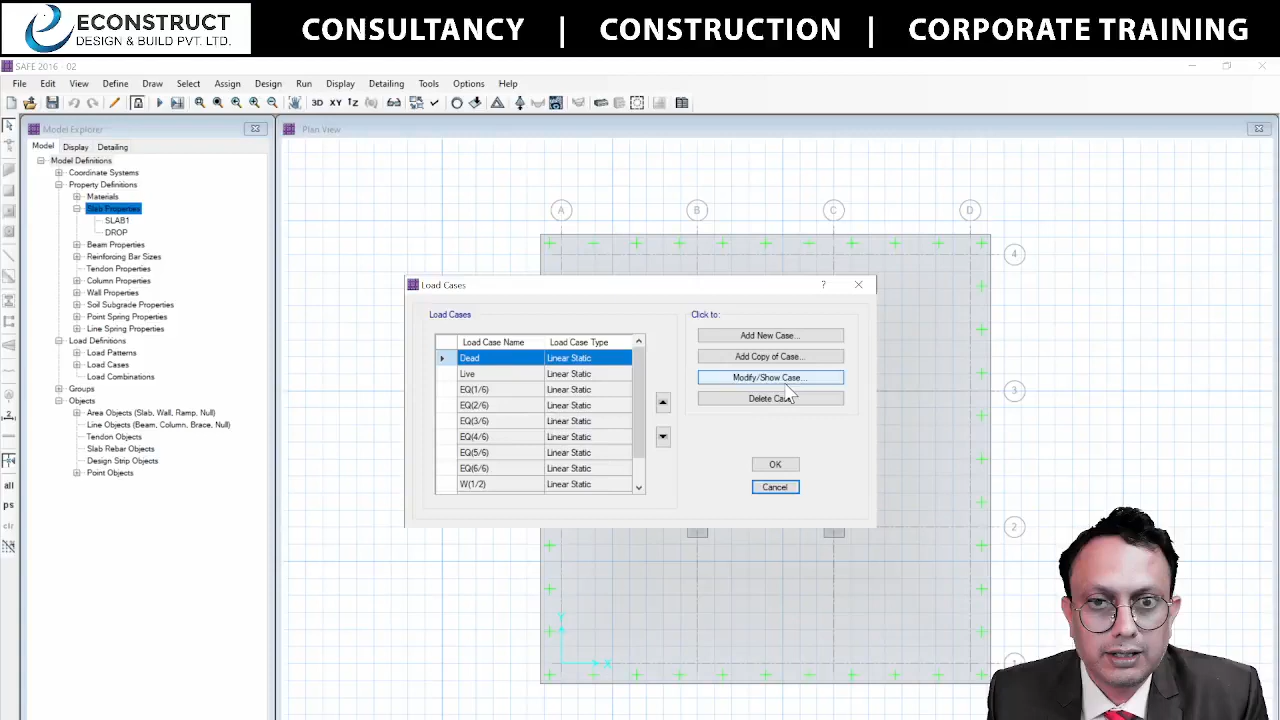 ECONSTRUCT
DESIGN & BUILD PVT. LTD.
CONSULTANCY | CONSTRUCTION | CORPORATE TRAINING
SAFE 2016 - 02
File Edit View Define Draw Select Assign Design Run Display Detailing Tools Options Help
3D XY
Model Explorer
Plan View
Model Display Detailing
Model Definitions
Coordinate Systems
Property Definitions
Materials
Slab Properties
SLAB1
DROP
Beam Properties
Reinforcing Bar Sizes
Tendon Properties
Column Properties
Wall Properties
Soil Subgrade Properties
Point Spring Properties
Line Spring Properties
Load Definitions
Load Patterns
Load Cases
Load Combinations
Groups
Objects
Area Objects (Slab, Wall, Ramp, Null)
Line Objects (Beam, Column, Brace, Null)
Tendon Objects
Slab Rebar Objects
Design Strip Objects
Point Objects
all
ps
clr
A B C D
4
3
2
1
Y
X
Load Cases ?
Load Cases
Load Case Name Load Case Type
Dead Linear Static
Live Linear Static
EQ(1/6) Linear Static
EQ(2/6) Linear Static
EQ(3/6) Linear Static
EQ(4/6) Linear Static
EQ(5/6) Linear Static
EQ(6/6) Linear Static
W(1/2) Linear Static
Click to:
Add New Case...
Add Copy of Case...
Modify/Show Case...
Delete Case
OK
Cancel